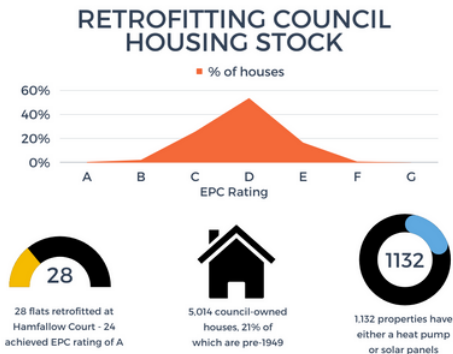 RETROFITTING COUNCIL
HOUSING STOCK
% of houses
60%
40%
20%
0%
A B C D E F G
EPC Rating
28
28 flats retrofitted at
Hamfallow Court - 24
achieved EPC rating of A
5,014 council-owned
houses, 21% of
which are pre-1949
1132
1,132 properties have
either a heat pump
or solar panels